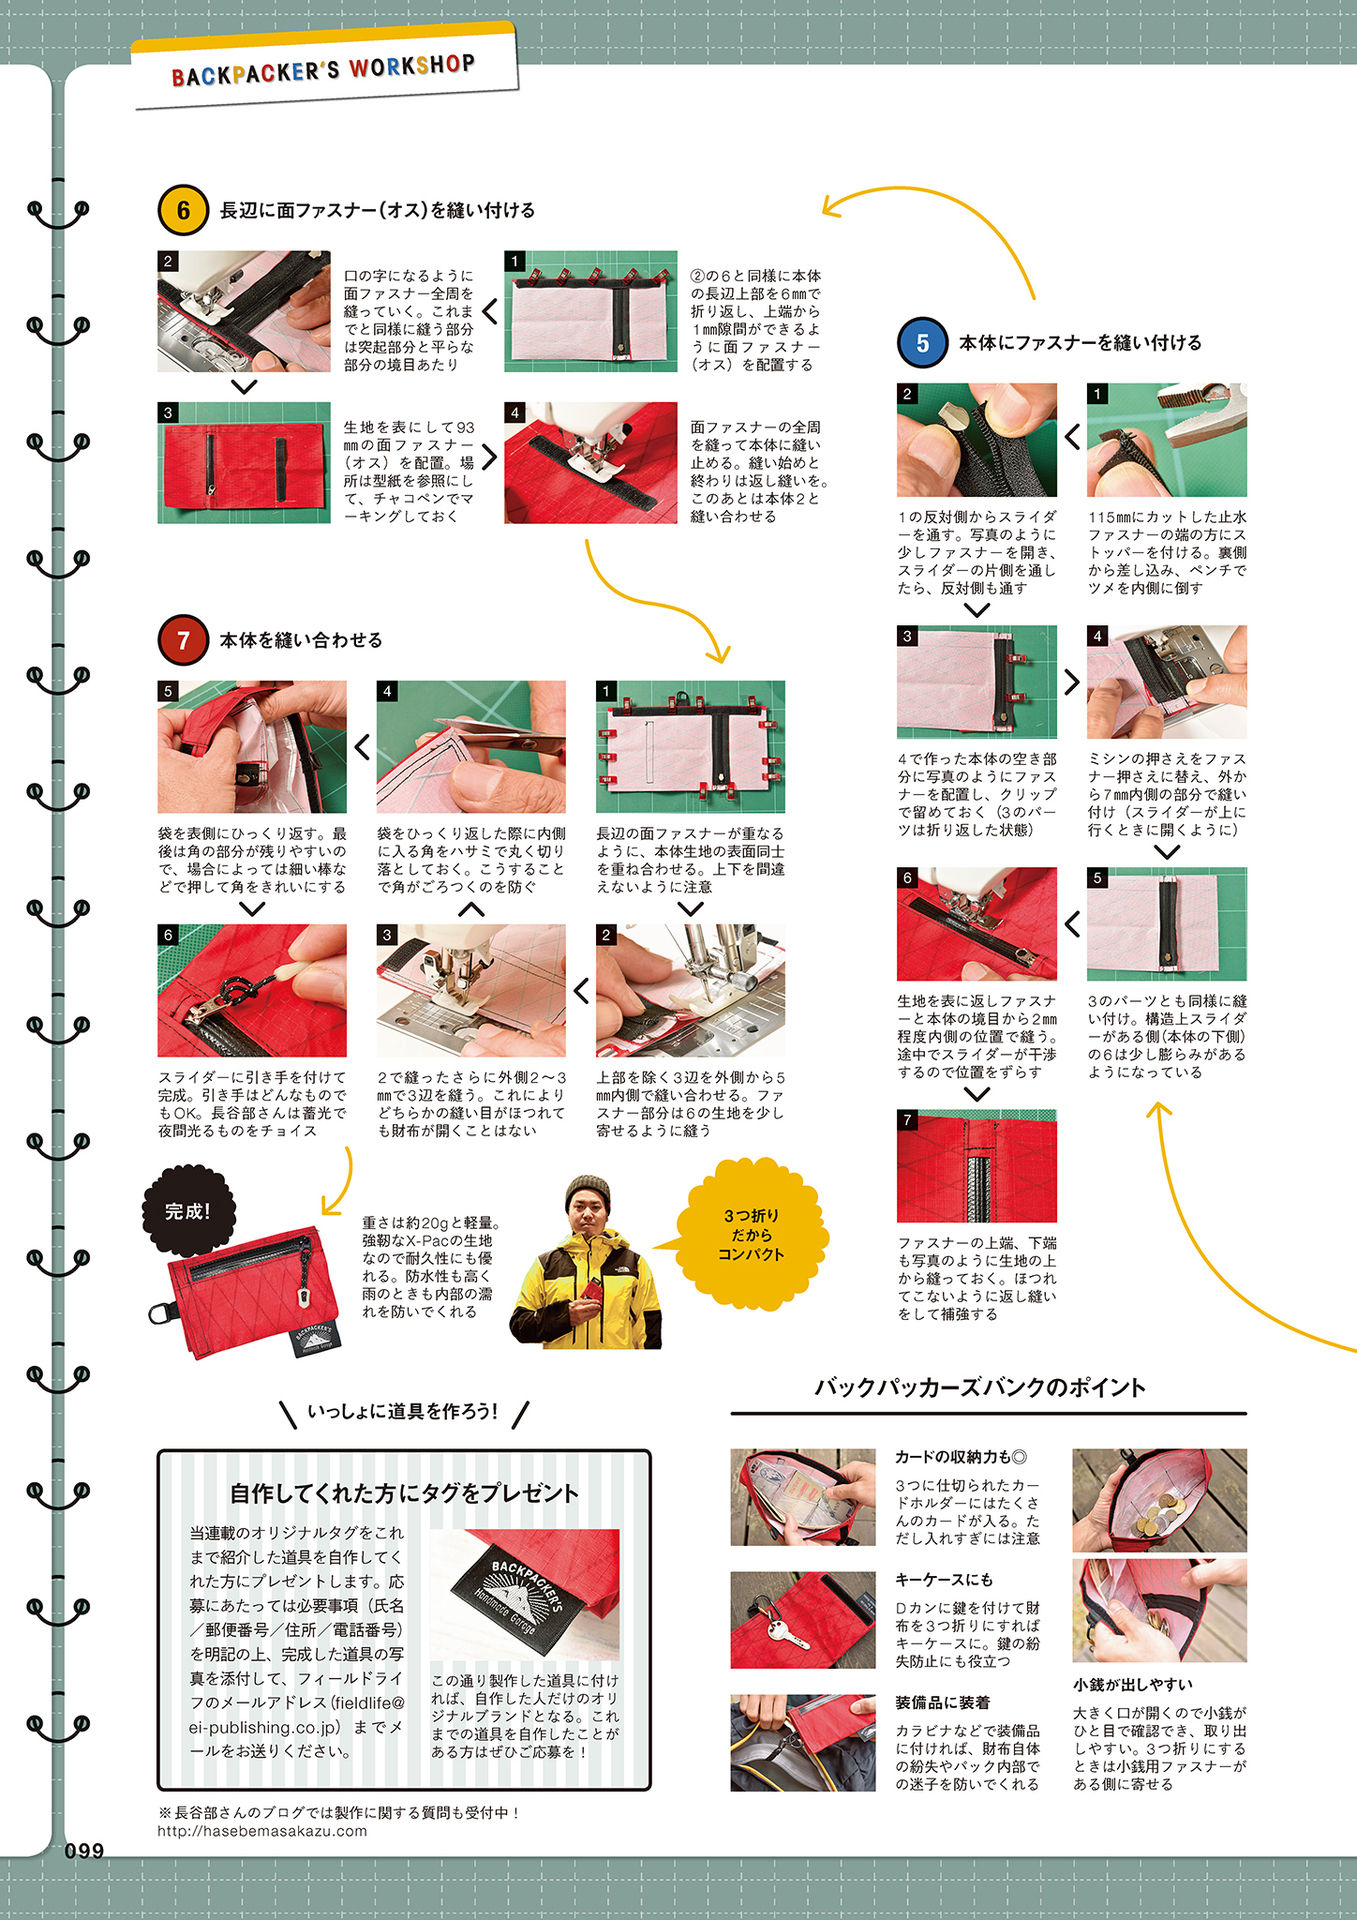 BACKPACKER'S WORKSHOP
5 本体にファスナーを縫い付ける
1
115㎜にカットした止水
ファスナーの端の方にス
トッパーを付ける。裏側
から差し込み、ペンチで
ツメを内側に倒す
2
1の反対側からスライダ
ーを通す。写真のように
少しファスナーを開き、
スライダーの片側を通し
たら、反対側も通す
3
4で作った本体の空き部
分に写真のようにファス
ナーを配置し、クリップ
で留めておく（3のパー
ツは折り返した状態）
4
ミシンの押さえをファス
ナー押さえに替え、外か
ら7㎜内側の部分で縫い
付け（スライダーが上に
行くときに開くように）
5
3のパーツとも同様に縫
い付け。構造上スライダ
ーがある側（本体の下側）
の6は少し膨らみがある
ようになっている
6
生地を表に返しファスナ
ーと本体の境目から2㎜
程度内側の位置で縫う。
途中でスライダーが干渉
するので位置をずらす
7
ファスナーの上端、下端
も写真のように生地の上
から縫っておく。ほつれ
てこないように返し縫い
をして補強する
6 長辺に面ファスナー（オス）を縫い付ける
1
②の6と同様に本体
の長辺上部を6㎜で
折り返し、上端から
1㎜隙間ができるよ
うに面ファスナー
（オス）を配置する
2
口の字になるように
面ファスナー全周を
縫っていく。これま
でと同様に縫う部分
は突起部分と平らな
部分の境目あたり
3
生地を表にして93
㎜の面ファスナー
（オス）を配置。場
所は型紙を参照にし
て、チャコペンでマ
ーキングしておく
4
面ファスナーの全周
を縫って本体に縫い
止める。縫い始めと
終わりは返し縫いを。
このあとは本体2と
縫い合わせる
7 本体を縫い合わせる
1
長辺の面ファスナーが重なる
ように、本体生地の表面同士
を重ね合わせる。上下を間違
えないように注意
2
上部を除く3辺を外側から5
㎜内側で縫い合わせる。ファ
スナー部分は6の生地を少し
寄せるように縫う
3
2で縫ったさらに外側2〜3
㎜で3辺を縫う。これにより
どちらかの縫い目がほつれて
も財布が開くことはない
4
袋をひっくり返した際に内側
に入る角をハサミで丸く切り
落としておく。こうすること
で角がごろつくのを防ぐ
5
袋を表側にひっくり返す。最
後は角の部分が残りやすいの
で、場合によっては細い棒な
どで押して角をきれいにする
6
スライダーに引き手を付けて
完成。引き手はどんなもので
もOK。長谷部さんは蓄光で
夜間光るものをチョイス
完成！
BACKPACKER'S
Handmade Garage
重さは約20gと軽量。
強靭なX-Pacの生地
なので耐久性にも優
れる。防水性も高く
雨のときも内部の濡
れを防いでくれる
3つ折り
だから
コンパクト
いっしょに道具を作ろう！
自作してくれた方にタグをプレゼント
当連載のオリジナルタグをこれ
まで紹介した道具を自作してく
れた方にプレゼントします。応
募にあたっては必要事項（氏名
／郵便番号／住所／電話番号）
を明記の上、完成した道具の写
真を添付して、フィールドライ
フのメールアドレス（fieldlife@
ei-publishing.co.jp）までメ
ールをお送りください。
BACKPACKER'S
Handmade Garage
この通り製作した道具に付け
れば、自作した人だけのオリ
ジナルブランドとなる。これ
までの道具を自作したことが
ある方はぜひご応募を！
※長谷部さんのブログでは製作に関する質問も受付中！
http://hasebemasakazu.com
バックパッカーズバンクのポイント
カードの収納力も◎
3つに仕切られたカー
ドホルダーにはたくさ
んのカードが入る。た
だし入れすぎには注意
キーケースにも
Dカンに鍵を付けて財
布を3つ折りにすれば
キーケースに。鍵の紛
失防止にも役立つ
装備品に装着
カラビナなどで装備品
に付ければ、財布自体
の紛失やパック内部で
の迷子を防いでくれる
小銭が出しやすい
大きく口が開くので小銭が
ひと目で確認でき、取り出
しやすい。3つ折りにする
ときは小銭用ファスナーが
ある側に寄せる
099